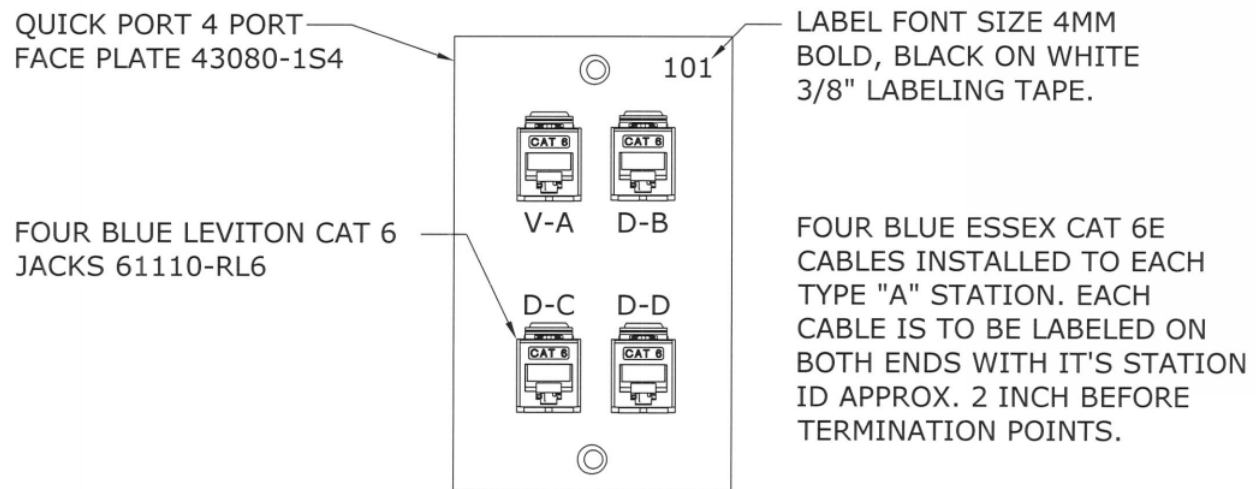 QUICK PORT 4 PORT
FACE PLATE 43080-1S4
LABEL FONT SIZE 4MM
BOLD, BLACK ON WHITE
3/8" LABELING TAPE.
101
CAT 6
CAT 6
V-A
D-B
FOUR BLUE LEVITON CAT 6
JACKS 61110-RL6
D-C
D-D
CAT 6
CAT 6
FOUR BLUE ESSEX CAT 6E
CABLES INSTALLED TO EACH
TYPE "A" STATION. EACH
CABLE IS TO BE LABELED ON
BOTH ENDS WITH IT'S STATION
ID APPROX. 2 INCH BEFORE
TERMINATION POINTS.